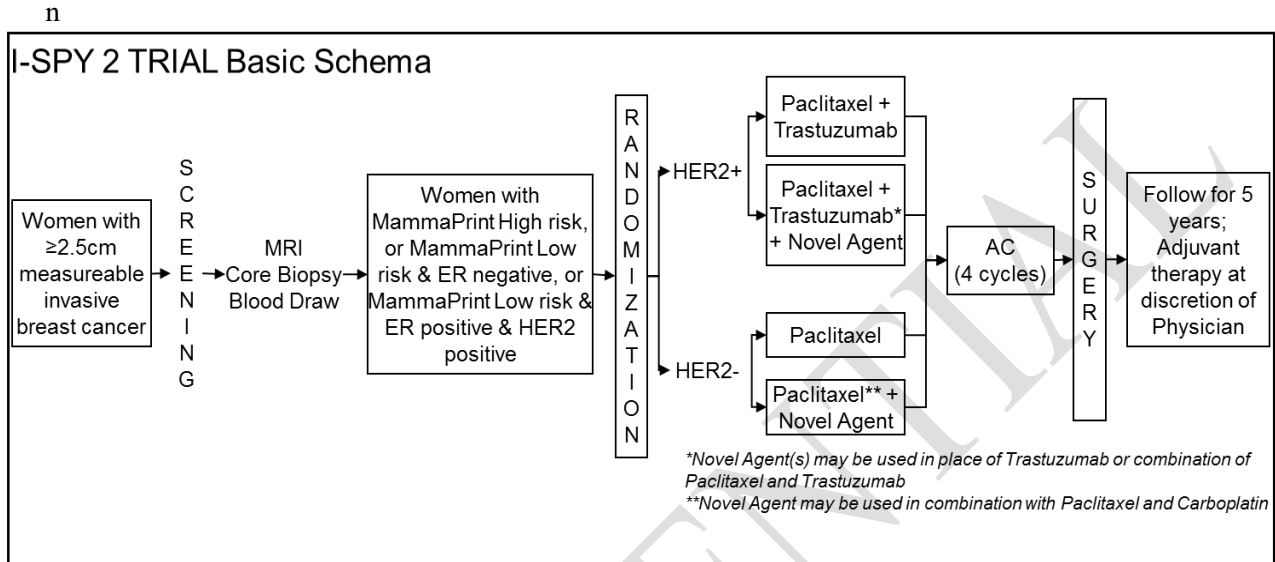 n
I-SPY 2 TRIAL Basic Schema
Women with
≥2.5cm
measureable
invasive
breast cancer
SCREENING
MRI
Core Biopsy
Blood Draw
Women with
MammaPrint High risk,
or MammaPrint Low
risk & ER negative, or
MammaPrint Low risk &
ER positive & HER2
positive
RANDOMIZATION
HER2+
Paclitaxel +
Trastuzumab
Paclitaxel +
Trastuzumab*
+ Novel Agent
HER2-
Paclitaxel
Paclitaxel** +
Novel Agent
AC
(4 cycles)
SURGERY
Follow for 5
years;
Adjuvant
therapy at
discretion of
Physician
*Novel Agent(s) may be used in place of Trastuzumab or combination of
Paclitaxel and Trastuzumab
**Novel Agent may be used in combination with Paclitaxel and Carboplatin
ENTIAL